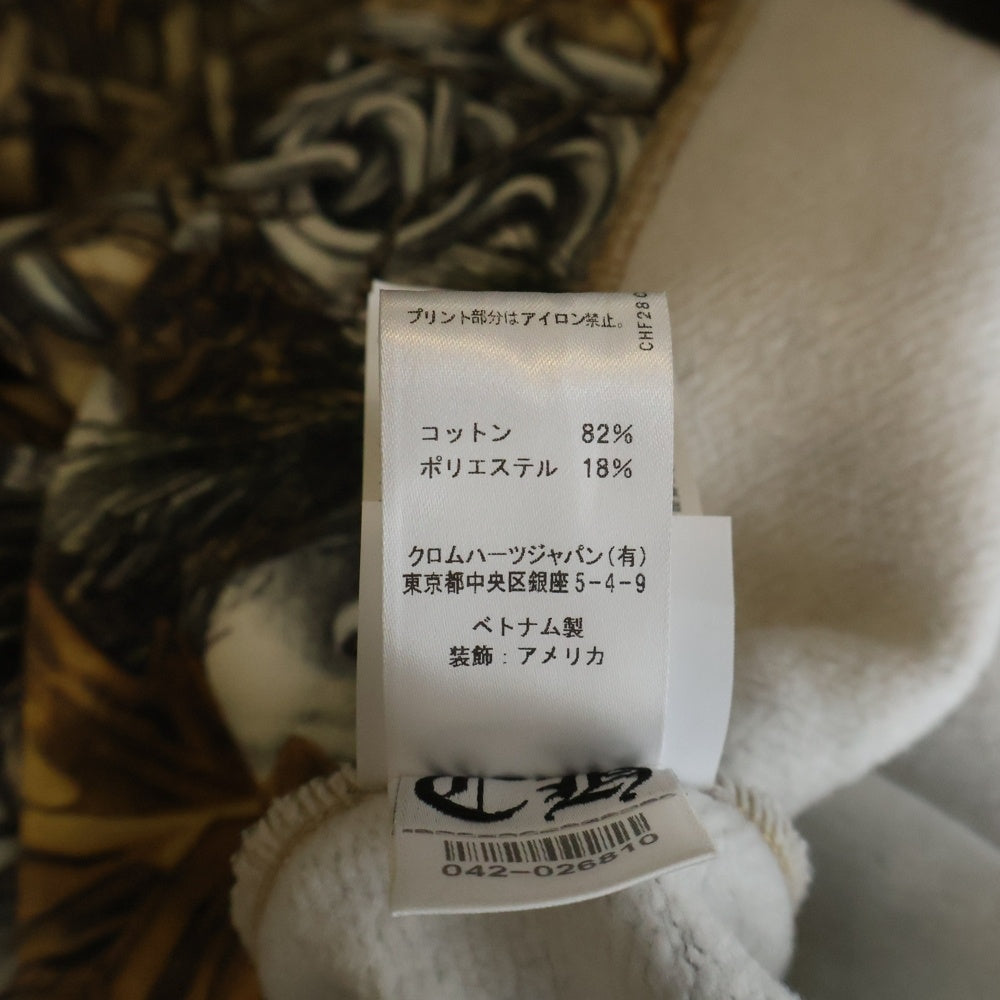 プリント部分はアイロン禁止。
CHF28
コットン 82%
ポリエステル 18%
クロムハーツジャパン(有)
東京都中央区銀座5-4-9
ベトナム製
装飾:アメリカ
042-026810